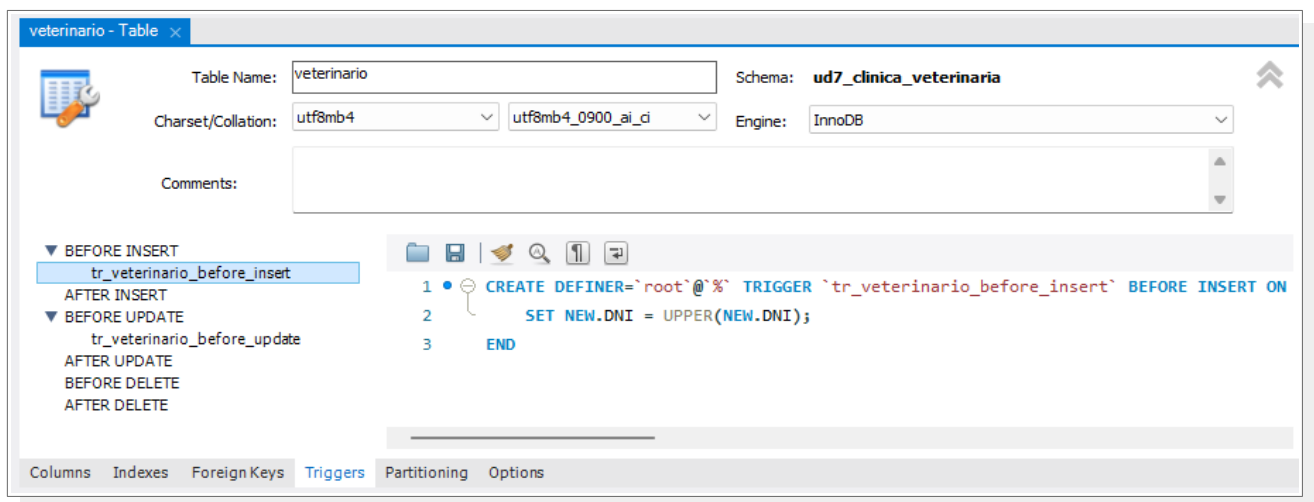 veterinario - Table ×
Table Name: veterinario Schema: ud7_clinica_veterinaria
Charset/Collation: utf8mb4 utf8mb4_0900_ai_ci Engine: InnoDB
Comments:
BEFORE INSERT
tr_veterinario_before_insert
AFTER INSERT
BEFORE UPDATE
tr_veterinario_before_update
AFTER UPDATE
BEFORE DELETE
AFTER DELETE
1 CREATE DEFINER=`root`@`%` TRIGGER `tr_veterinario_before_insert` BEFORE INSERT ON
2 SET NEW.DNI = UPPER(NEW.DNI);
3 END
Columns Indexes Foreign Keys Triggers Partitioning Options